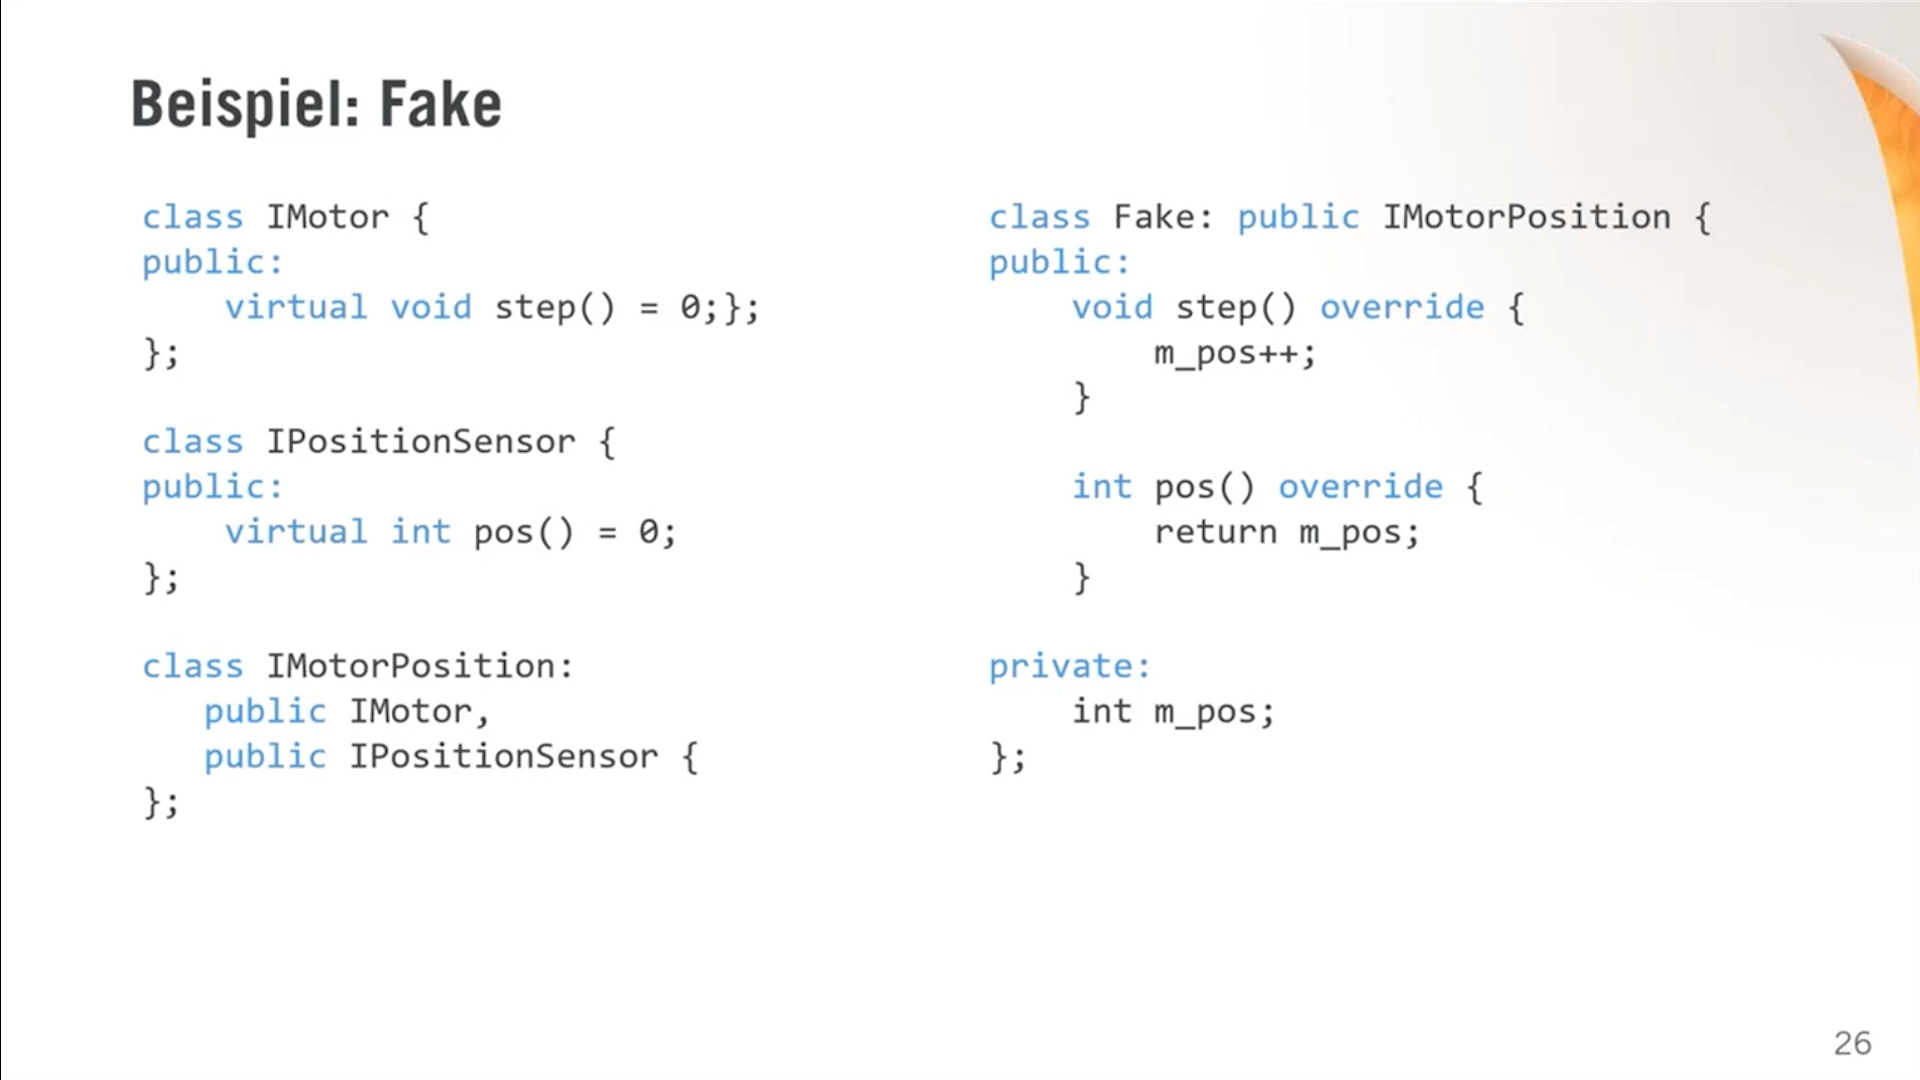 Beispiel: Fake
class IMotor {
public:
    virtual void step() = 0;};
};
class IPositionSensor {
public:
    virtual int pos() = 0;
};
class IMotorPosition:
   public IMotor,
   public IPositionSensor {
};
class Fake: public IMotorPosition {
public:
    void step() override {
        m_pos++;
    }
    int pos() override {
        return m_pos;
    }
private:
    int m_pos;
};
26